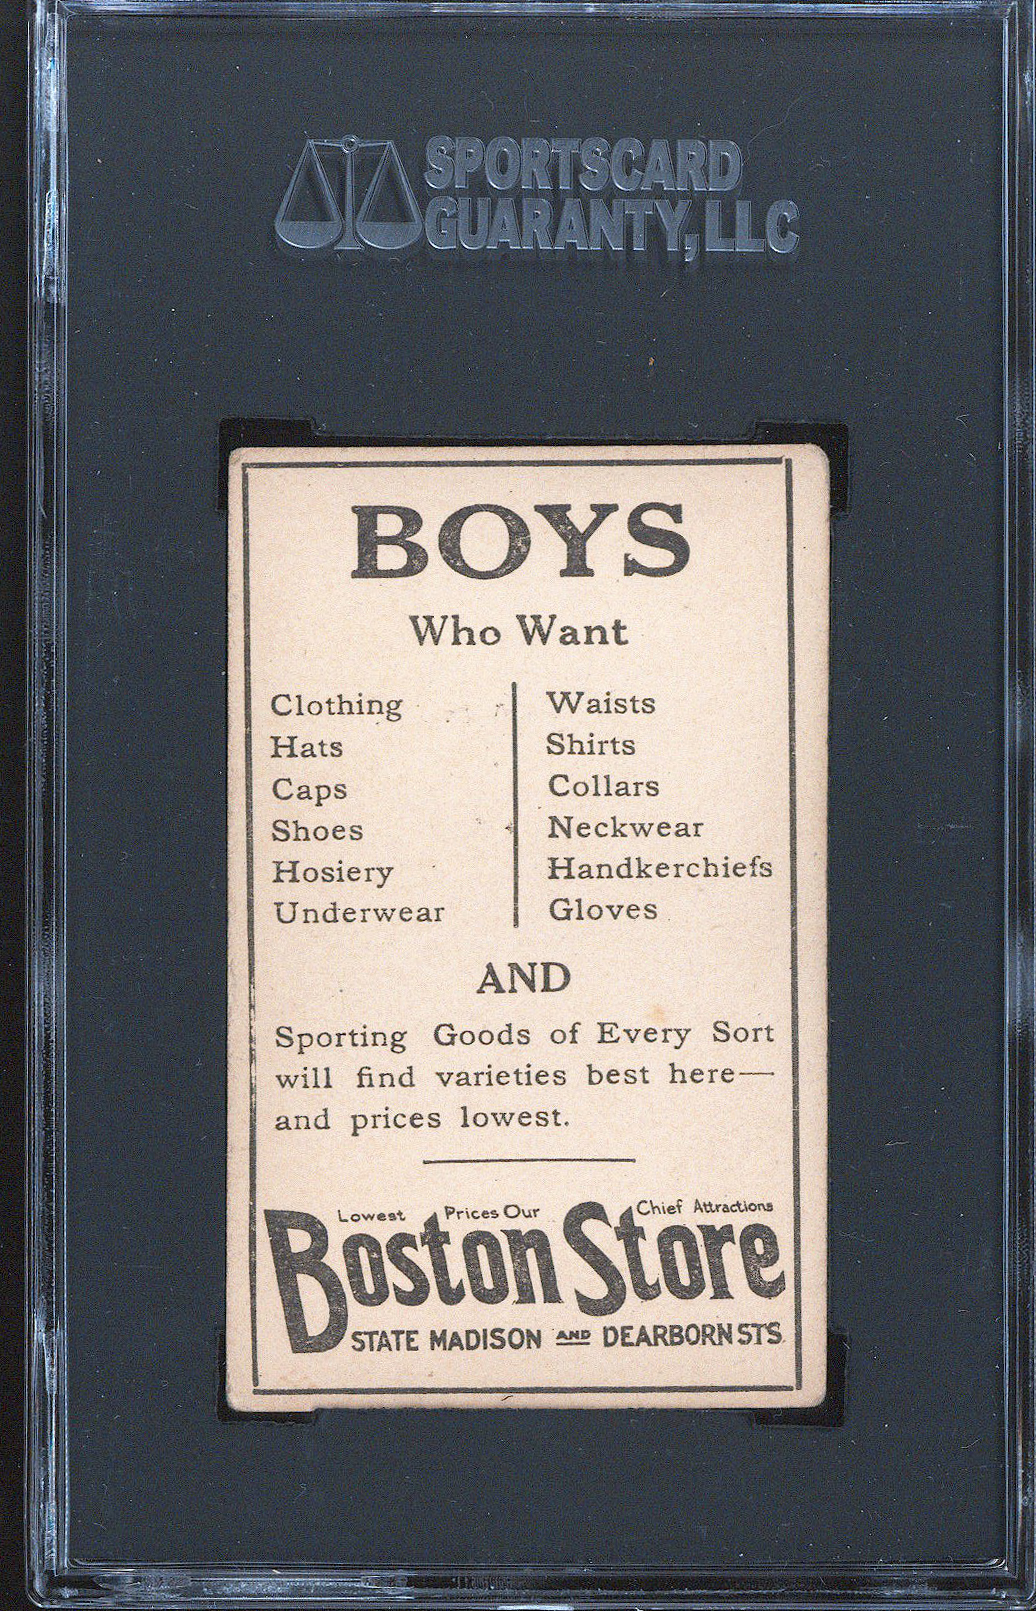 SPORTSCARD
GUARANTY, LLC
BOYS
Who Want
Clothing
Hats
Caps
Shoes
Hosiery
Underwear
Waists
Shirts
Collars
Neckwear
Handkerchiefs
Gloves
AND
Sporting Goods of Every Sort
will find varieties best here—
and prices lowest.
Lowest Prices Our Chief Attractions
Boston Store
STATE MADISON AND DEARBORN STS.